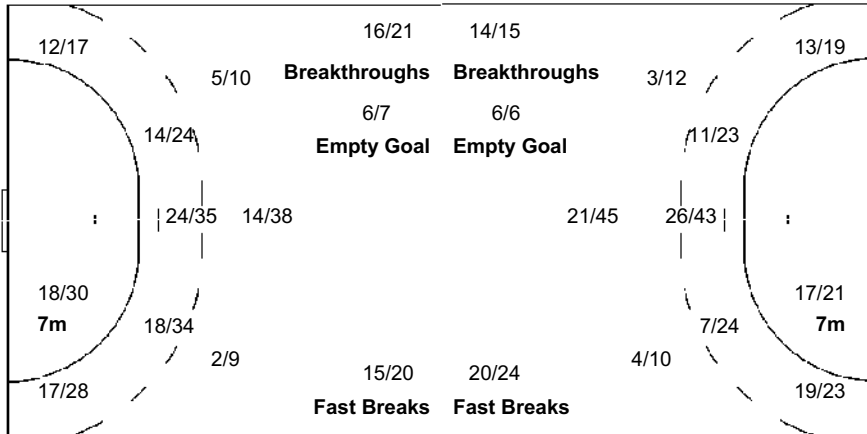 16/21 14/15
12/17 13/19
Breakthroughs Breakthroughs
5/10 3/12
6/7 6/6
14/24 11/23
Empty Goal Empty Goal
24/35 14/38 21/45 26/43
18/30 17/21
7m 18/34 7/24 7m
2/9 4/10
15/20 20/24
17/28 19/23
Fast Breaks Fast Breaks